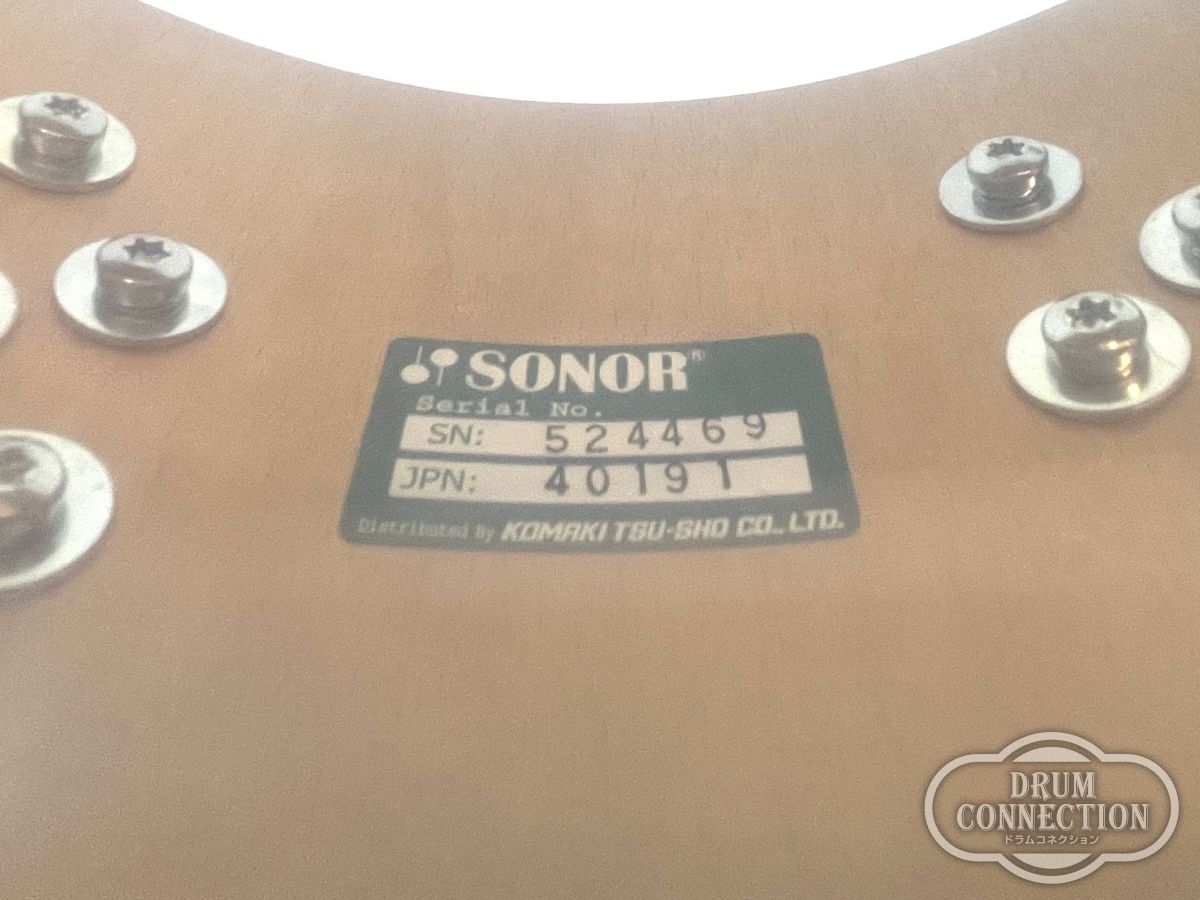 SONOR®
Serial No.
SN: 524469
JPN: 40191
Distributed By KOMAKI TSU-SHO CO., LTD.
DRUM
CONNECTION
ドラムコネクション